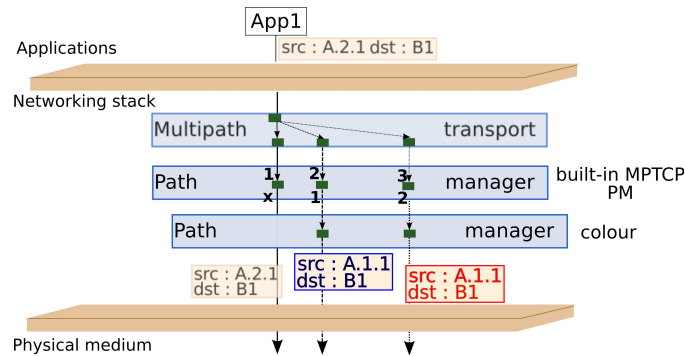 App1
Applications
src : A.2.1 dst : B1
Networking stack
Multipath transport
1 2 3
Path manager
built-in MPTCP
PM
x 1 2
Path manager
colour
src : A.2.1
dst : B1
src : A.1.1
dst : B1
src : A.1.1
dst : B1
Physical medium